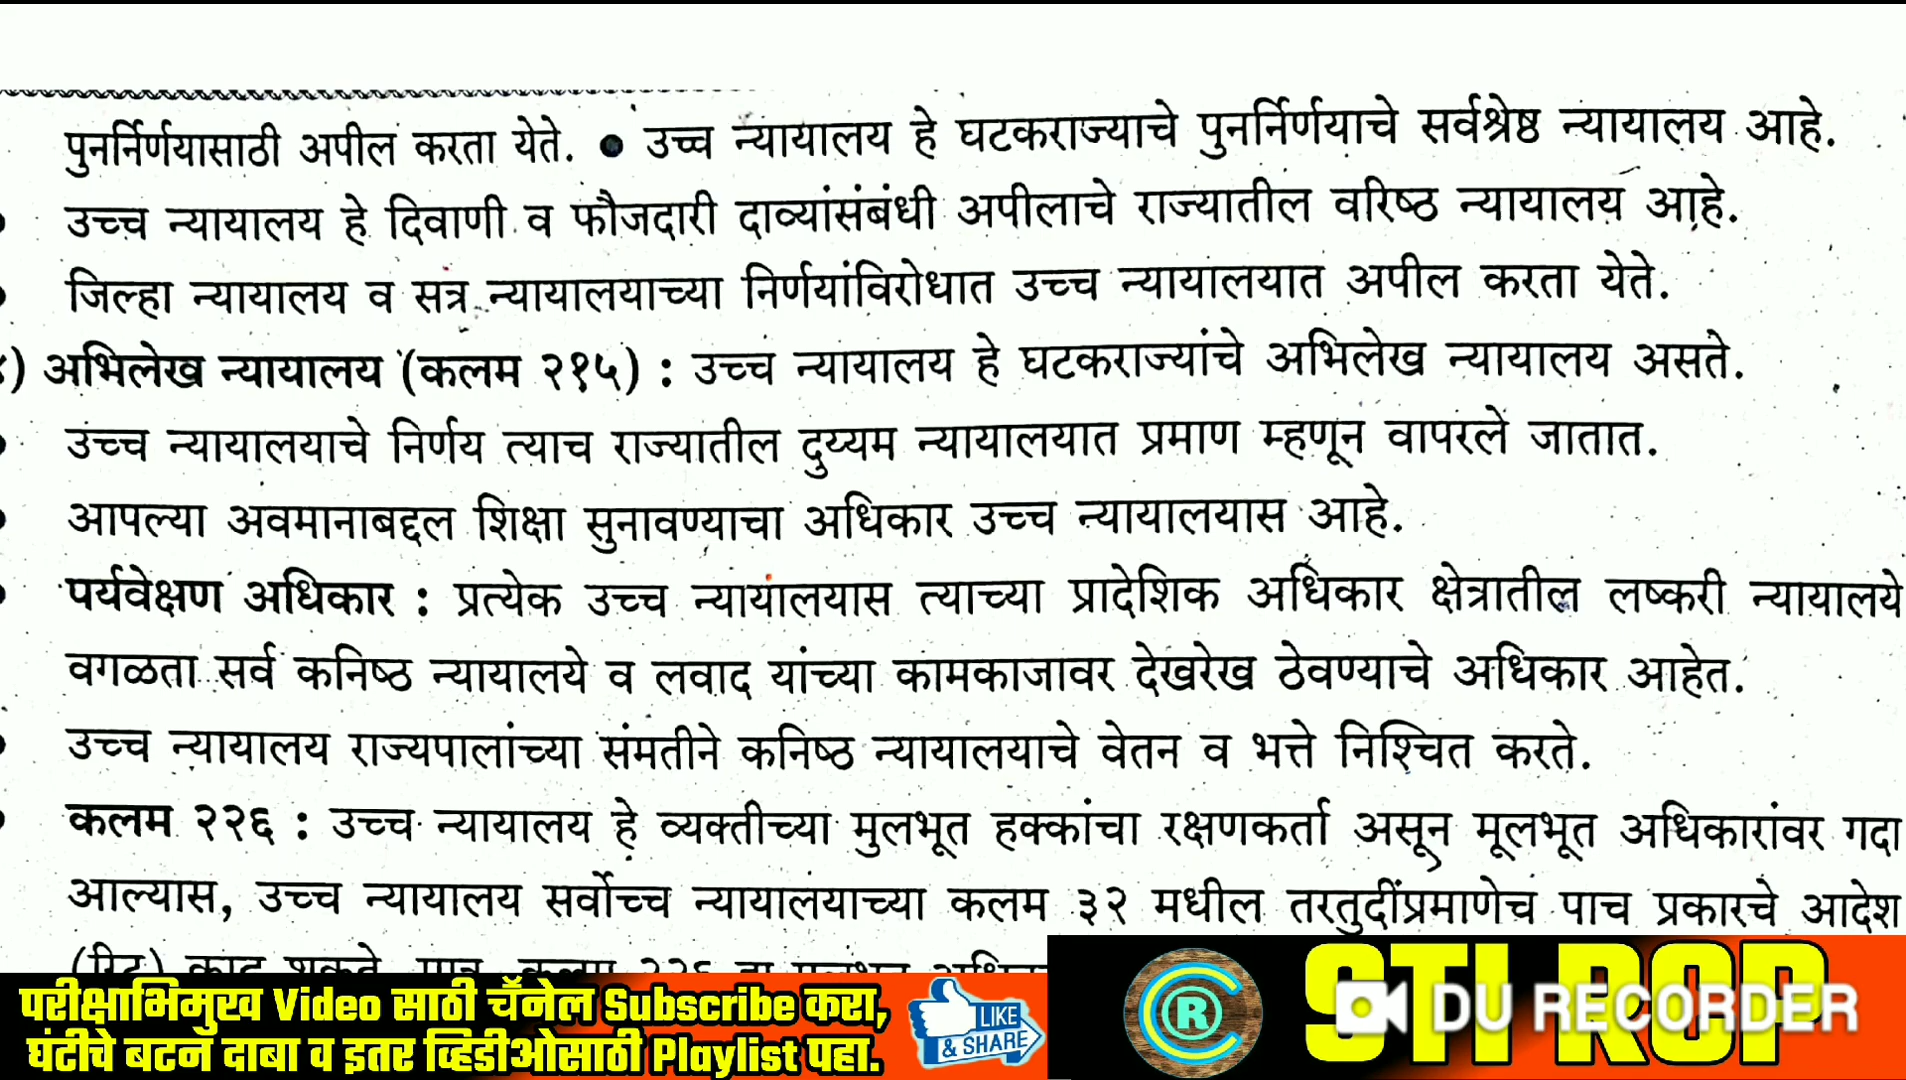 पुनर्निर्णयासाठी अपील करता येते. ● उच्च न्यायालय हे घटकराज्याचे पुनर्निर्णयाचे सर्वश्रेष्ठ न्यायालय आहे.
उच्च न्यायालय हे दिवाणी व फौजदारी दाव्यांसंबंधी अपीलाचे राज्यातील वरिष्ठ न्यायालय आहे.
जिल्हा न्यायालय व सत्र न्यायालयाच्या निर्णयांविरोधात उच्च न्यायालयात अपील करता येते.
) अभिलेख न्यायालय (कलम २१५) : उच्च न्यायालय हे घटकराज्यांचे अभिलेख न्यायालय असते.
उच्च न्यायालयाचे निर्णय त्याच राज्यातील दुय्यम न्यायालयात प्रमाण म्हणून वापरले जातात.
आपल्या अवमानाबद्दल शिक्षा सुनावण्याचा अधिकार उच्च न्यायालयास आहे.
पर्यवेक्षण अधिकार : प्रत्येक उच्च न्यायालयास त्याच्या प्रादेशिक अधिकार क्षेत्रातील लष्करी न्यायालये
वगळता सर्व कनिष्ठ न्यायालये व लवाद यांच्या कामकाजावर देखरेख ठेवण्याचे अधिकार आहेत.
उच्च न्यायालय राज्यपालांच्या संमतीने कनिष्ठ न्यायालयाचे वेतन व भत्ते निश्चित करते.
कलम २२६ : उच्च न्यायालय हे व्यक्तीच्या मुलभूत हक्कांचा रक्षणकर्ता असून मूलभूत अधिकारांवर गदा
आल्यास, उच्च न्यायालय सर्वोच्च न्यायालयाच्या कलम ३२ मधील तरतुदींप्रमाणेच पाच प्रकारचे आदेश
परीक्षाभिमुख Video साठी चॅनेल Subscribe करा,
घंटीचे बटन दाबा व इतर व्हिडीओसाठी Playlist पहा.
LIKE
& SHARE
R
STI ROP
DU RECORDER